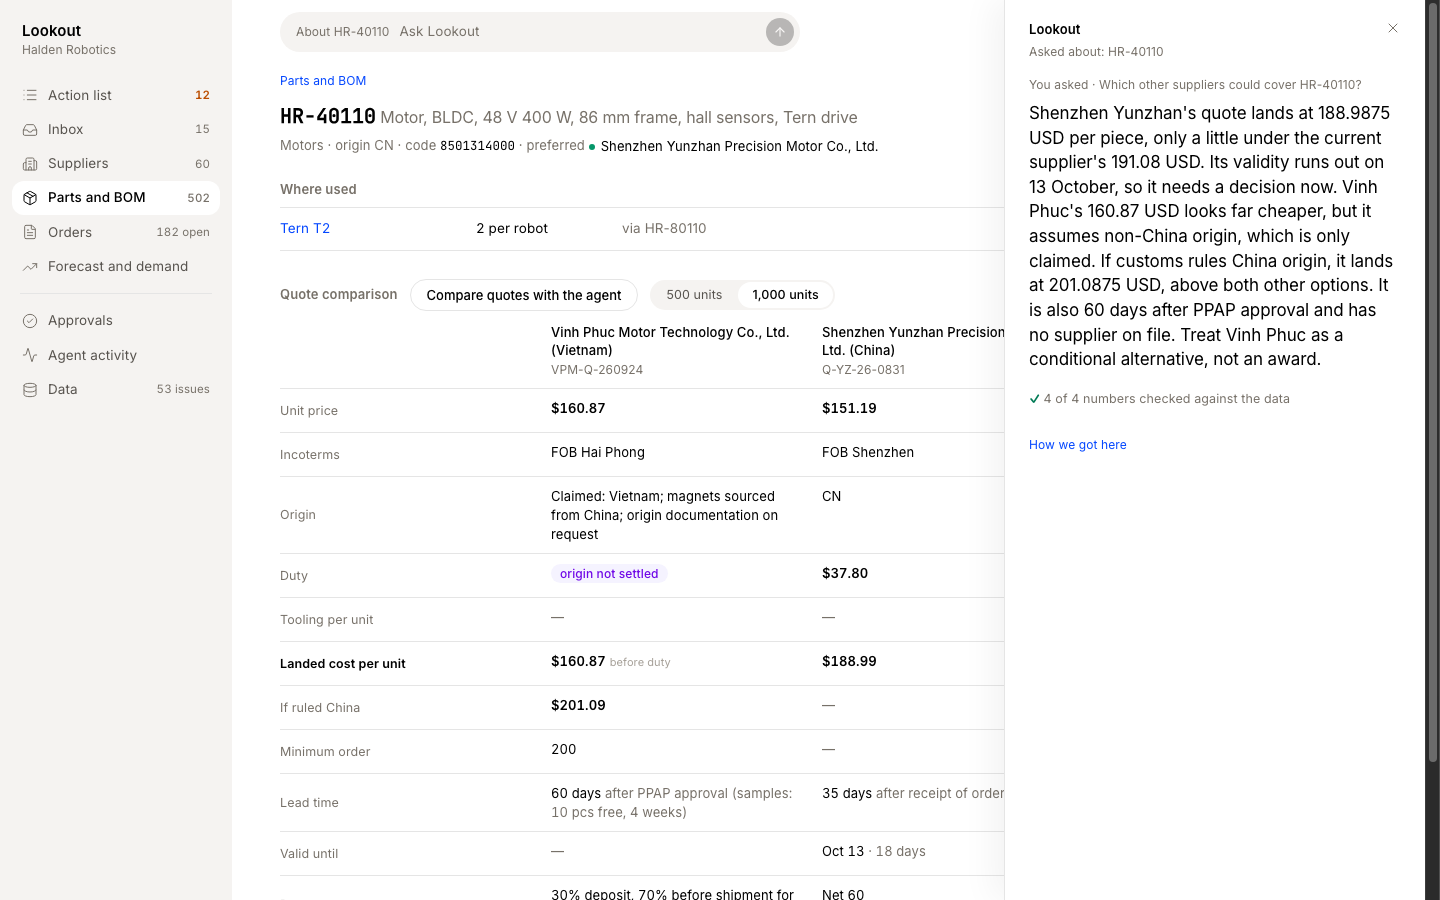 Lookout
Halden Robotics
Action list 12
Inbox 15
Suppliers 60
Parts and BOM 502
Orders 182 open
Forecast and demand
Approvals
Agent activity
Data 53 issues
About HR-40110 Ask Lookout
Parts and BOM
HR-40110 Motor, BLDC, 48 V 400 W, 86 mm frame, hall sensors, Tern drive
Motors · origin CN · code 8501314000 · preferred Shenzhen Yunzhan Precision Motor Co., Ltd.
Where used
Tern T2 2 per robot via HR-80110
Quote comparison Compare quotes with the agent 500 units 1,000 units
Vinh Phuc Motor Technology Co., Ltd. Shenzhen Yunzhan Precision
(Vietnam) Ltd. (China)
VPM-Q-260924 Q-YZ-26-0831
Unit price $160.87 $151.19
Incoterms FOB Hai Phong FOB Shenzhen
Origin Claimed: Vietnam; magnets sourced CN
from China; origin documentation on
request
Duty origin not settled $37.80
Tooling per unit — —
Landed cost per unit $160.87 before duty $188.99
If ruled China $201.09 —
Minimum order 200 —
Lead time 60 days after PPAP approval (samples: 35 days after receipt of order
10 pcs free, 4 weeks)
Valid until — Oct 13 · 18 days
30% deposit, 70% before shipment for Net 60
Lookout
Asked about: HR-40110
You asked · Which other suppliers could cover HR-40110?
Shenzhen Yunzhan's quote lands at 188.9875
USD per piece, only a little under the current
supplier's 191.08 USD. Its validity runs out on
13 October, so it needs a decision now. Vinh
Phuc's 160.87 USD looks far cheaper, but it
assumes non-China origin, which is only
claimed. If customs rules China origin, it lands
at 201.0875 USD, above both other options. It
is also 60 days after PPAP approval and has
no supplier on file. Treat Vinh Phuc as a
conditional alternative, not an award.
4 of 4 numbers checked against the data
How we got here